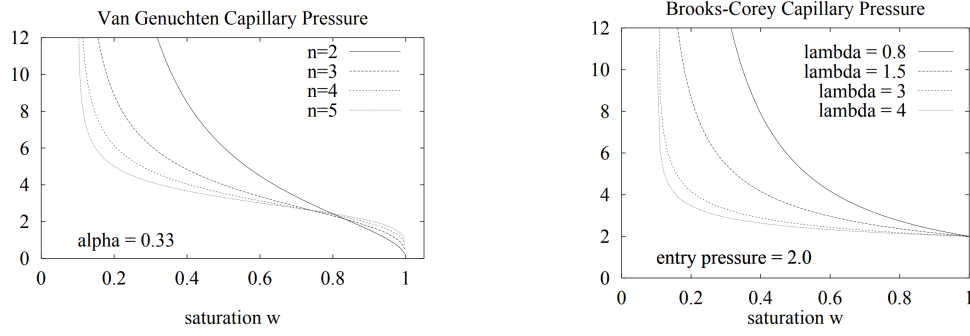 Van Genuchten Capillary Pressure
12
10
8
6
4
2
0
n=2
n=3
n=4
n=5
alpha = 0.33
0 0.2 0.4 0.6 0.8 1
saturation w
Brooks-Corey Capillary Pressure
12
10
8
6
4
2
0
lambda = 0.8
lambda = 1.5
lambda = 3
lambda = 4
entry pressure = 2.0
0 0.2 0.4 0.6 0.8 1
saturation w